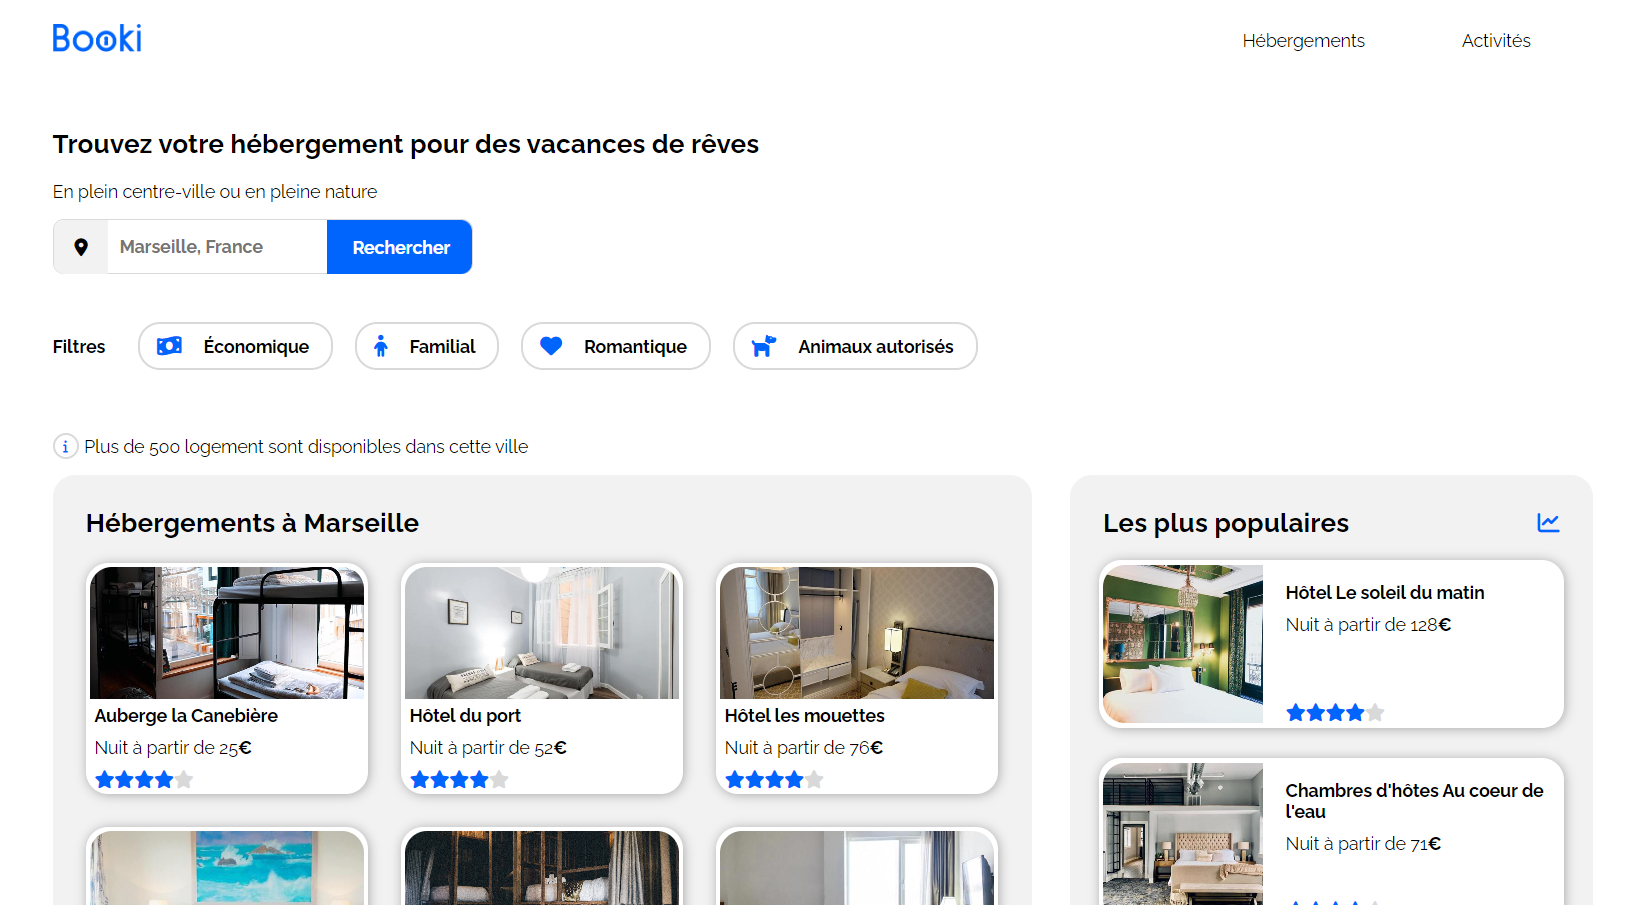 Booki
Hébergements
Activités
Trouvez votre hébergement pour des vacances de rêves
En plein centre-ville ou en pleine nature
Marseille, France
Rechercher
Filtres
Économique
Familial
Romantique
Animaux autorisés
i Plus de 500 logement sont disponibles dans cette ville
Hébergements à Marseille
Auberge la Canebière
Nuit à partir de 25€
Hôtel du port
Nuit à partir de 52€
Hôtel les mouettes
Nuit à partir de 76€
Les plus populaires
Hôtel Le soleil du matin
Nuit à partir de 128€
Chambres d'hôtes Au coeur de
l'eau
Nuit à partir de 71€